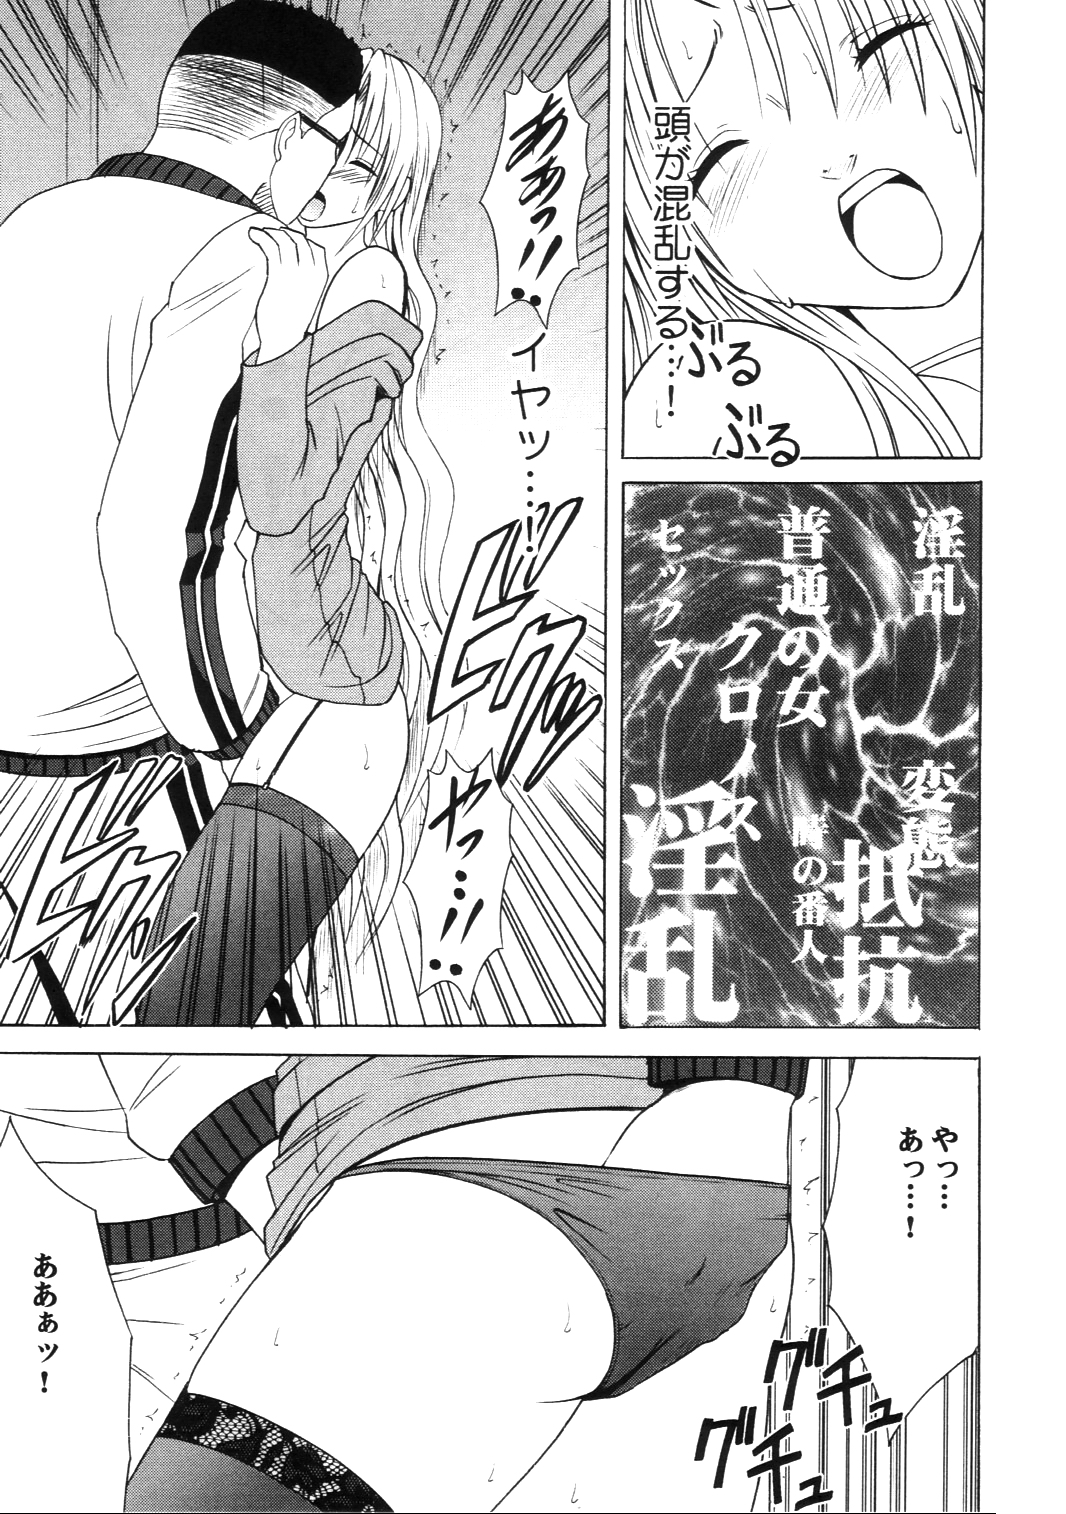 頭が混乱する…！
ぶる
ぶる
淫乱
普通の女
クロノス
セックス
変態
時の番人
抵抗
淫乱
ああっ!!
イヤッ…！
ビクッ
やっ…!!
ビクッ
やっ…
あっ…！
グチュ
グチュ
ああぁッ！